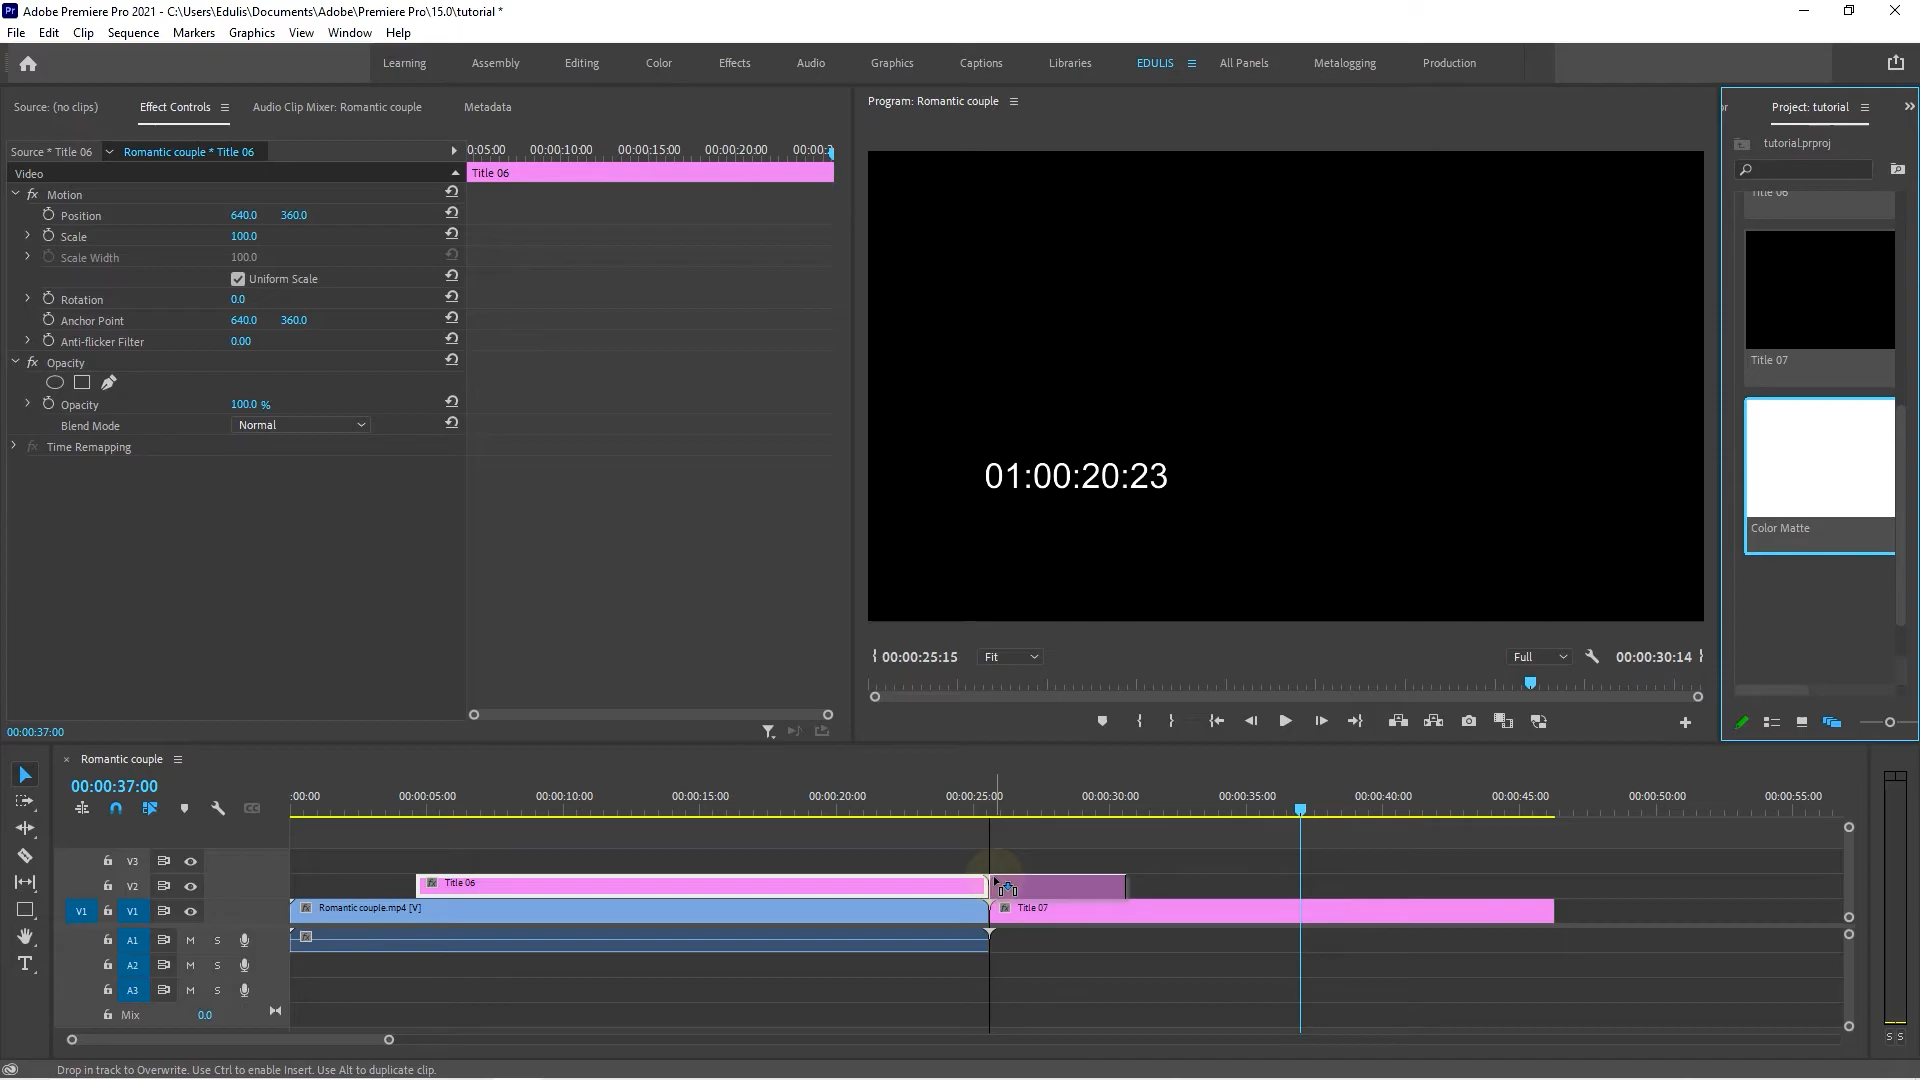 Adobe Premiere Pro 2021 - C:\Users\Edulis\Documents\Adobe\Premiere Pro\15.0\tutorial *
File Edit Clip Sequence Markers Graphics View Window Help
Learning Assembly Editing Color Effects Audio Graphics Captions Libraries EDULIS All Panels Metalogging Production
Source: (no clips) Effect Controls Audio Clip Mixer: Romantic couple Metadata
Program: Romantic couple
Project: tutorial
tutorial.prproj
Source * Title 06 Romantic couple * Title 06
0:05:00 00:00:10:00 00:00:15:00 00:00:20:00
Video
Title 06
fx Motion
Position 640.0 360.0
Scale 100.0
Scale Width 100.0
Uniform Scale
Rotation 0.0
Anchor Point 640.0 360.0
Anti-flicker Filter 0.00
fx Opacity
Opacity 100.0 %
Blend Mode Normal
fx Time Remapping
01:00:20:23
Title 06
Title 07
Color Matte
00:00:25:15 Fit Full 00:00:30:14
00:00:37:00
Romantic couple
00:00:37:00
:00:00 00:00:05:00 00:00:10:00 00:00:15:00 00:00:20:00 00:00:25:00 00:00:30:00 00:00:35:00 00:00:40:00 00:00:45:00 00:00:50:00 00:00:55:00
V3
V2 Title 06
V1 V1 Romantic couple.mp4 [V] Title 07
A1 M S
A2 M S
A3 M S
Mix 0.0
S S
Drop in track to Overwrite. Use Ctrl to enable Insert. Use Alt to duplicate clip.